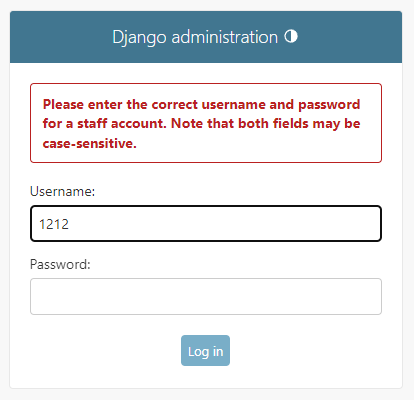 Django administration
Please enter the correct username and password
for a staff account. Note that both fields may be
case-sensitive.
Username:
1212
Password:
Log in